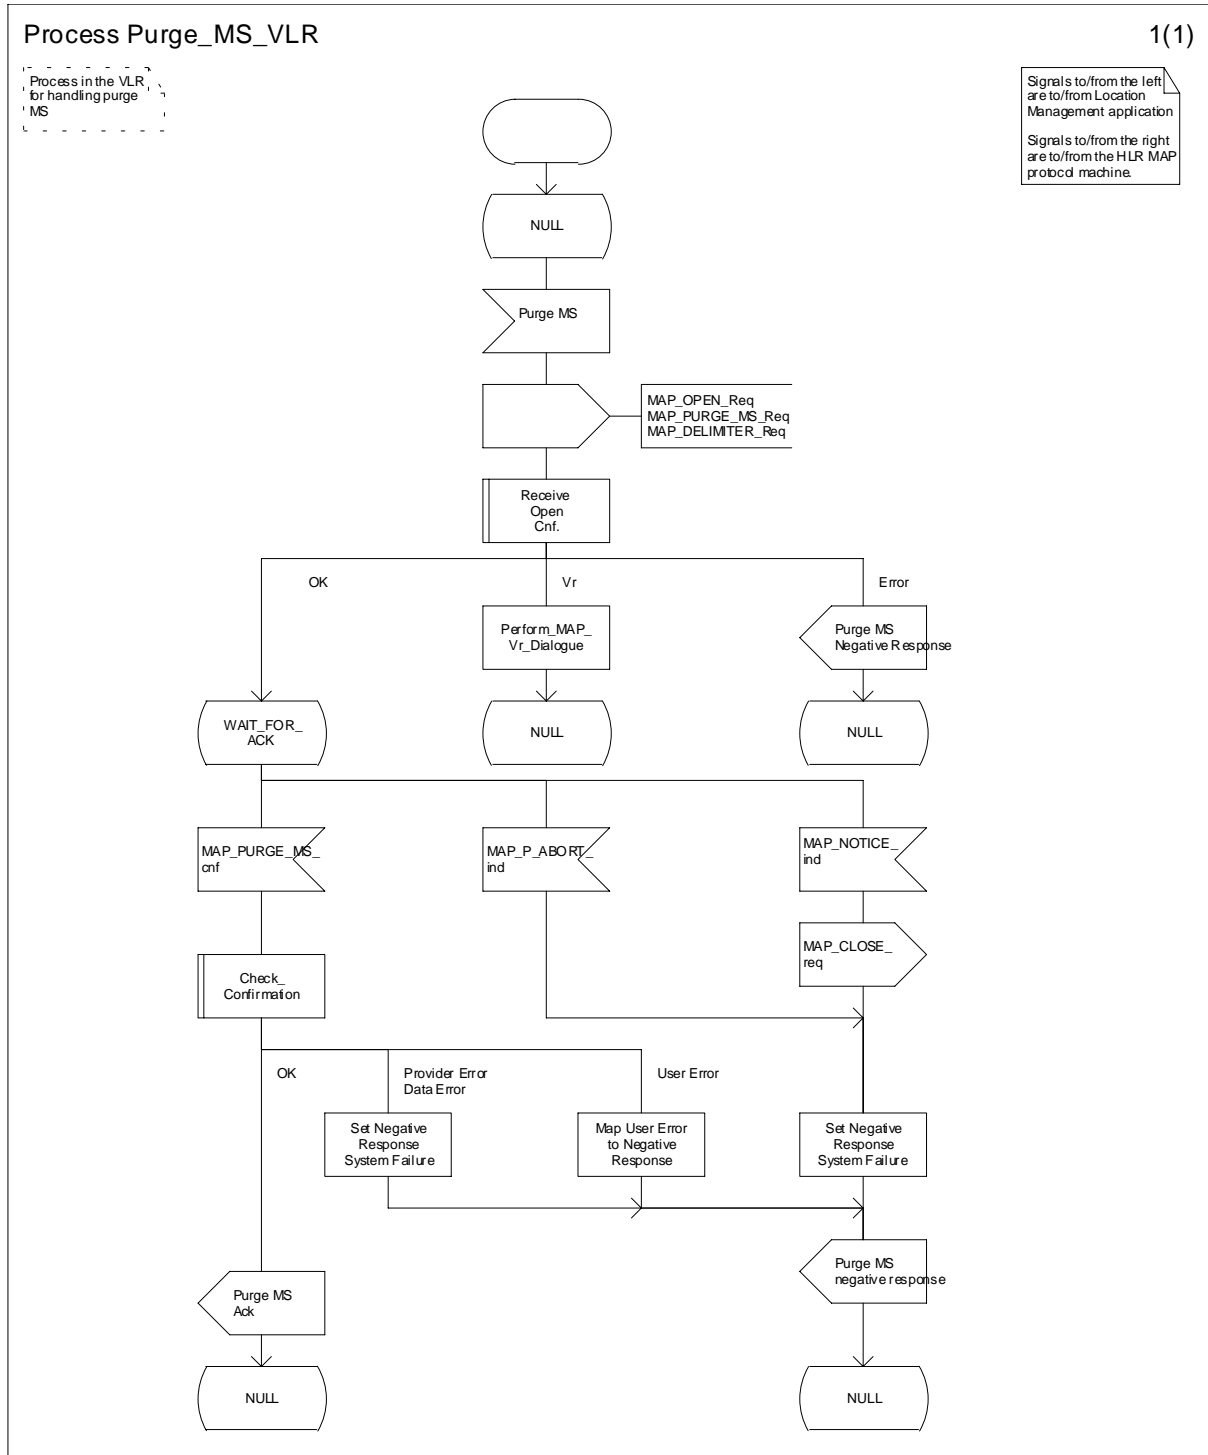 Process Purge_MS_VLR
1(1)
Process in the VLR
for handling purge
MS
Signals to/from the left
are to/from Location
Management application
Signals to/from the right
are to/from the HLR MAP
protocol machine.
NULL
Purge MS
MAP_OPEN_Req
MAP_PURGE_MS_Req
MAP_DELIMITER_Req
Receive
Open
Cnf.
OK
Vr
Error
Perform_MAP_
Vr_Dialogue
Purge MS
Negative Response
WAIT_FOR_
ACK
NULL
NULL
MAP_PURGE_MS_
cnf
MAP_P_ABORT_
ind
MAP_NOTICE_
ind
MAP_CLOSE_
req
Check_
Confirmation
OK
Provider Error
Data Error
User Error
Set Negative
Response
System Failure
Map User Error
to Negative
Response
Set Negative
Response
System Failure
Purge MS
negative response
Purge MS
Ack
NULL
NULL